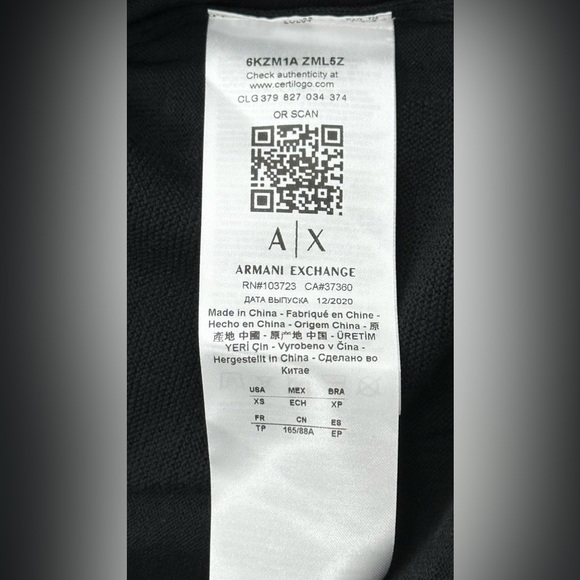 6KZM1A ZML5Z
Check authenticity at
www.certilogo.com
CLG 379 827 034 374
OR SCAN
A|X
ARMANI EXCHANGE
RN#103723 CA#37360
ДАТА ВЫПУСКА 12/2020
Made in China - Fabriqué en Chine -
Hecho en China - Origem China - 原
產地 中國 - 原产地 中国 - ÜRETİM
YERİ Çin - Vyrobeno v Čína -
Hergestellt in China - Сделано во
Китае
USA MEX BRA
XS ECH XP
FR CN ES
TP 165/88A EP